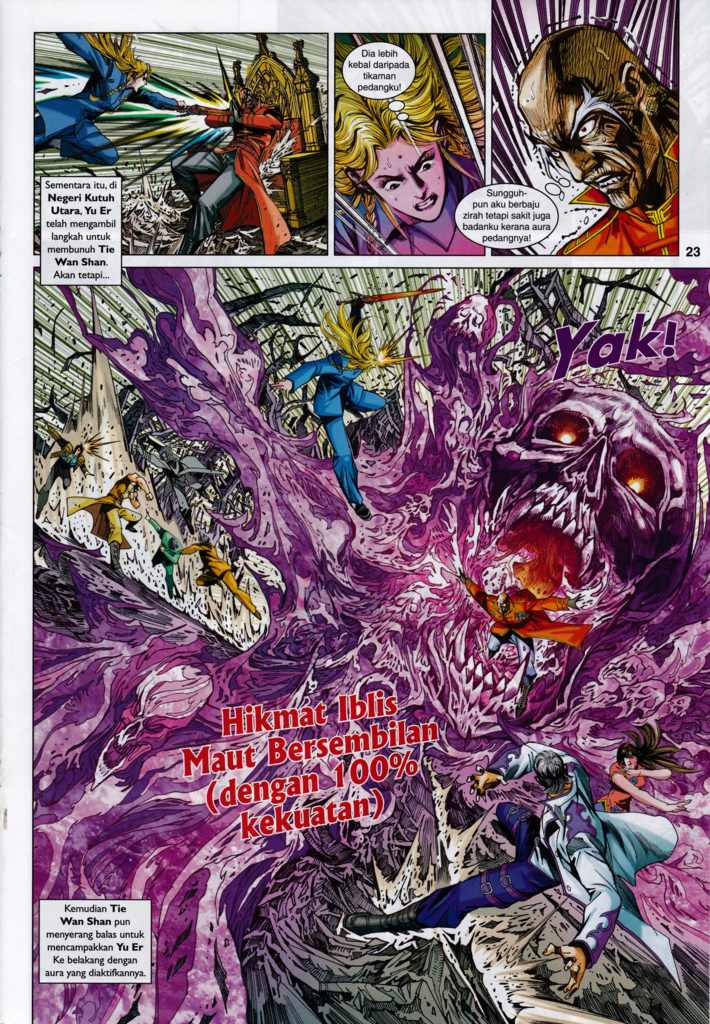 Sementara itu, di
Negeri Kutuh
Utara, Yu Er
telah mengambil
langkah untuk
membunuh Tie
Wan Shan.
Akan tetapi...
Dia lebih
kebal daripada
tikaman
pedangku!
Sungguh-
pun aku berbaju
zirah tetapi sakit juga
badanku kerana aura
pedangnya!
23
Yak!
Hikmat Iblis
Maut Bersembilan
(dengan 100%
kekuatan)
Kemudian Tie
Wan Shan pun
menyerang balas untuk
mencampakkan Yu Er
Ke belakang dengan
aura yang diaktifkannya.